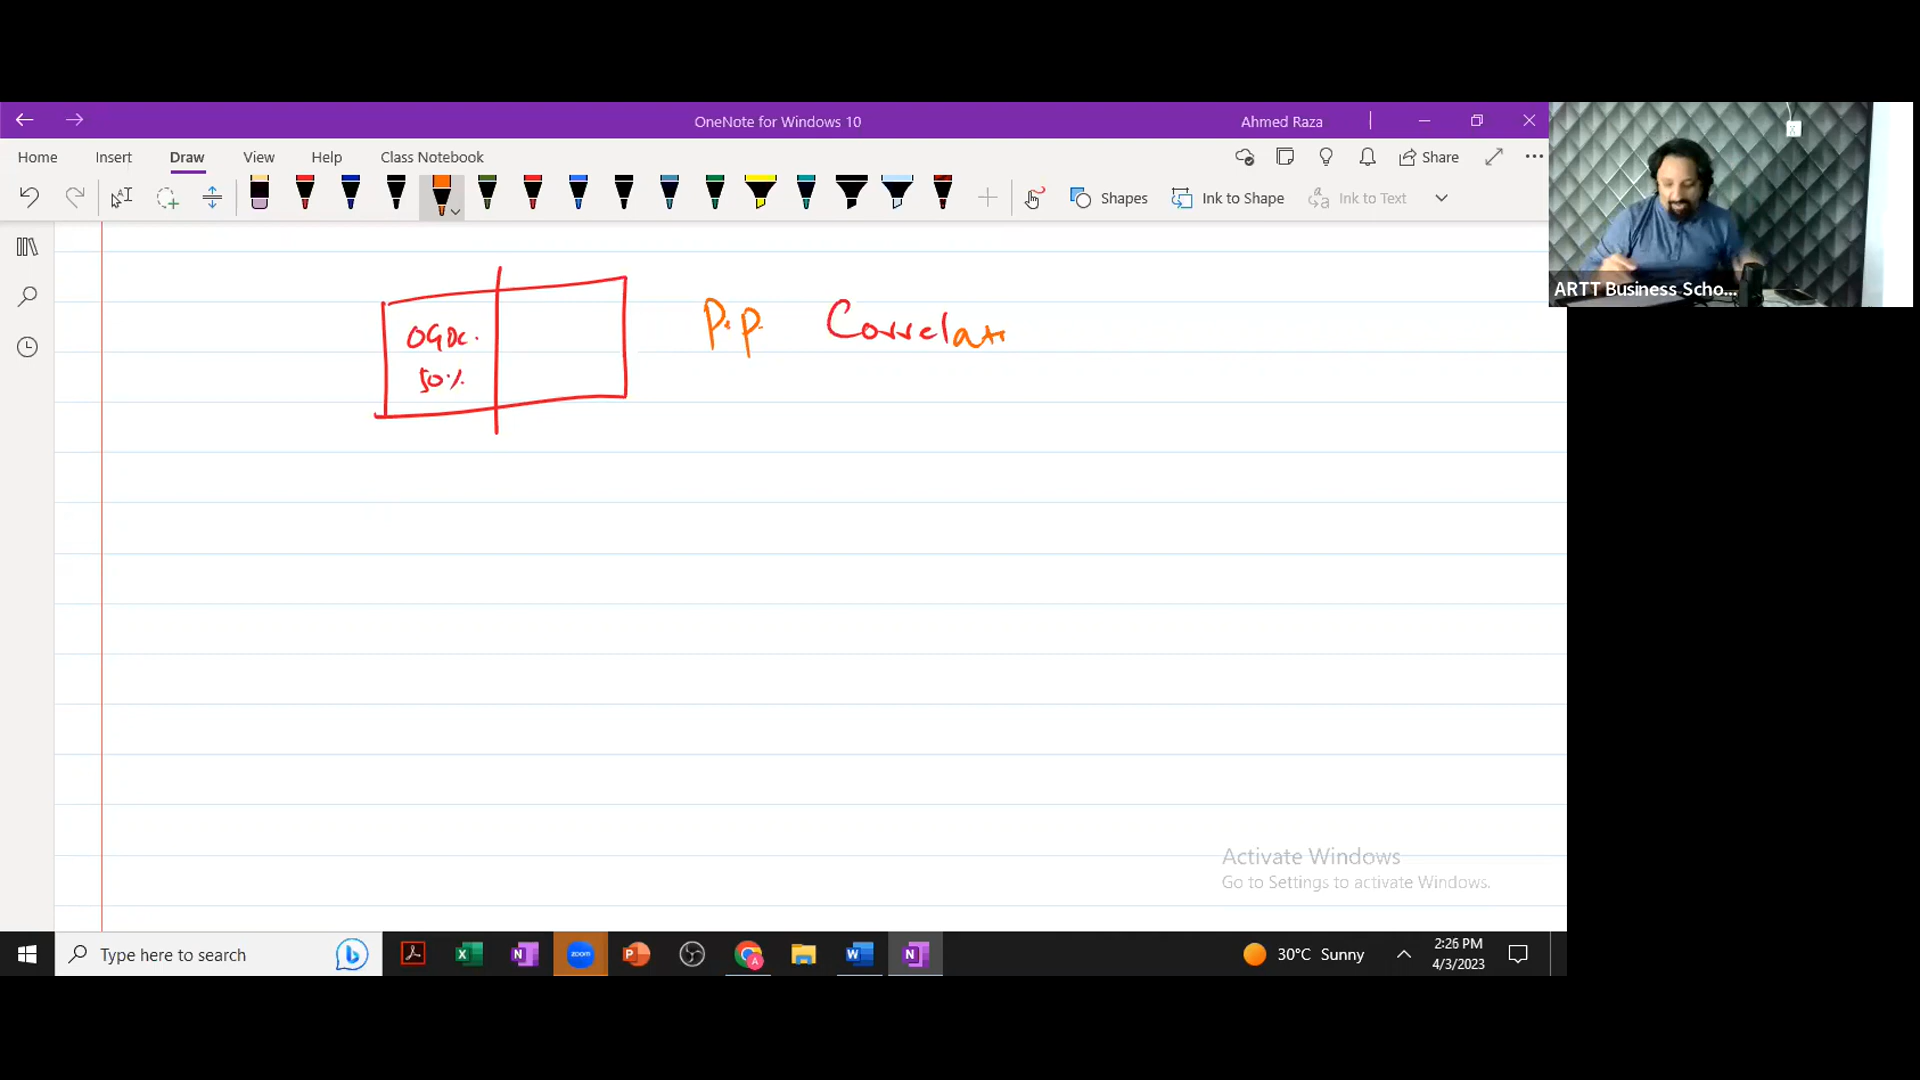 OneNote for Windows 10
Ahmed Raza
Home Insert Draw View Help Class Notebook
Share
Shapes
Ink to Shape
Ink to Text
ARTT Business Scho...
OGDC.
50%
P.P. Correlati
Activate Windows
Go to Settings to activate Windows.
Type here to search
zoom
30°C Sunny
2:26 PM
4/3/2023